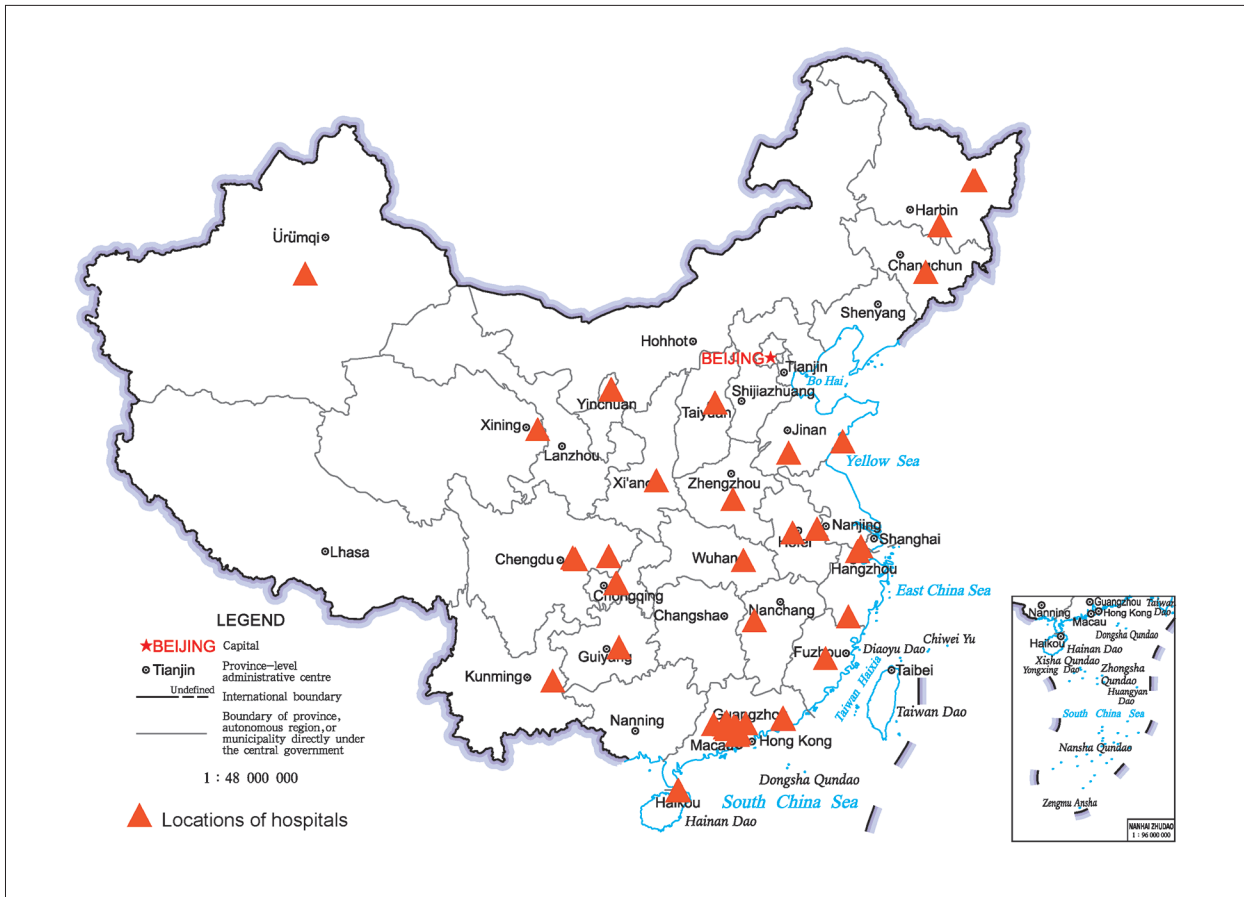 Harbin
Ürümqi
Changchun
Shenyang
Hohhot
BEIJING
Tianjin
Bo Hai
Shijiazhuang
Yinchuan
Taiyuan
Xining
Jinan
Lanzhou
Yellow Sea
Xi'an
Zhengzhou
Nanjing
Hefei
Shanghai
Lhasa
Chengdu
Wuhan
Hangzhou
Chongqing
East China Sea
Changsha
Nanchang
Chiwei Yu
Guiyang
Fuzhou
Diaoyu Dao
Kunming
Taibei
Taiwan Haixia
Taiwan Dao
Nanning
Guangzhou
Macau
Hong Kong
Dongsha Qundao
Haikou
South China Sea
Hainan Dao
LEGEND
BEIJING Capital
Tianjin Province-level
administrative centre
Undefined International boundary
Boundary of province,
autonomous region, or
municipality directly under
the central government
1 : 48 000 000
Locations of hospitals
Guangzhou
Nanning
Hong Kong
Taiwan
Dao
Macau
Haikou
Dongsha Qundao
Hainan Dao
Xisha Qundao
Yongxing Dao
Zhongsha
Qundao
Huangyan
Dao
South China Sea
Nansha Qundao
Zengmu Ansha
NANHAI ZHUDAO
1 : 96 000 000